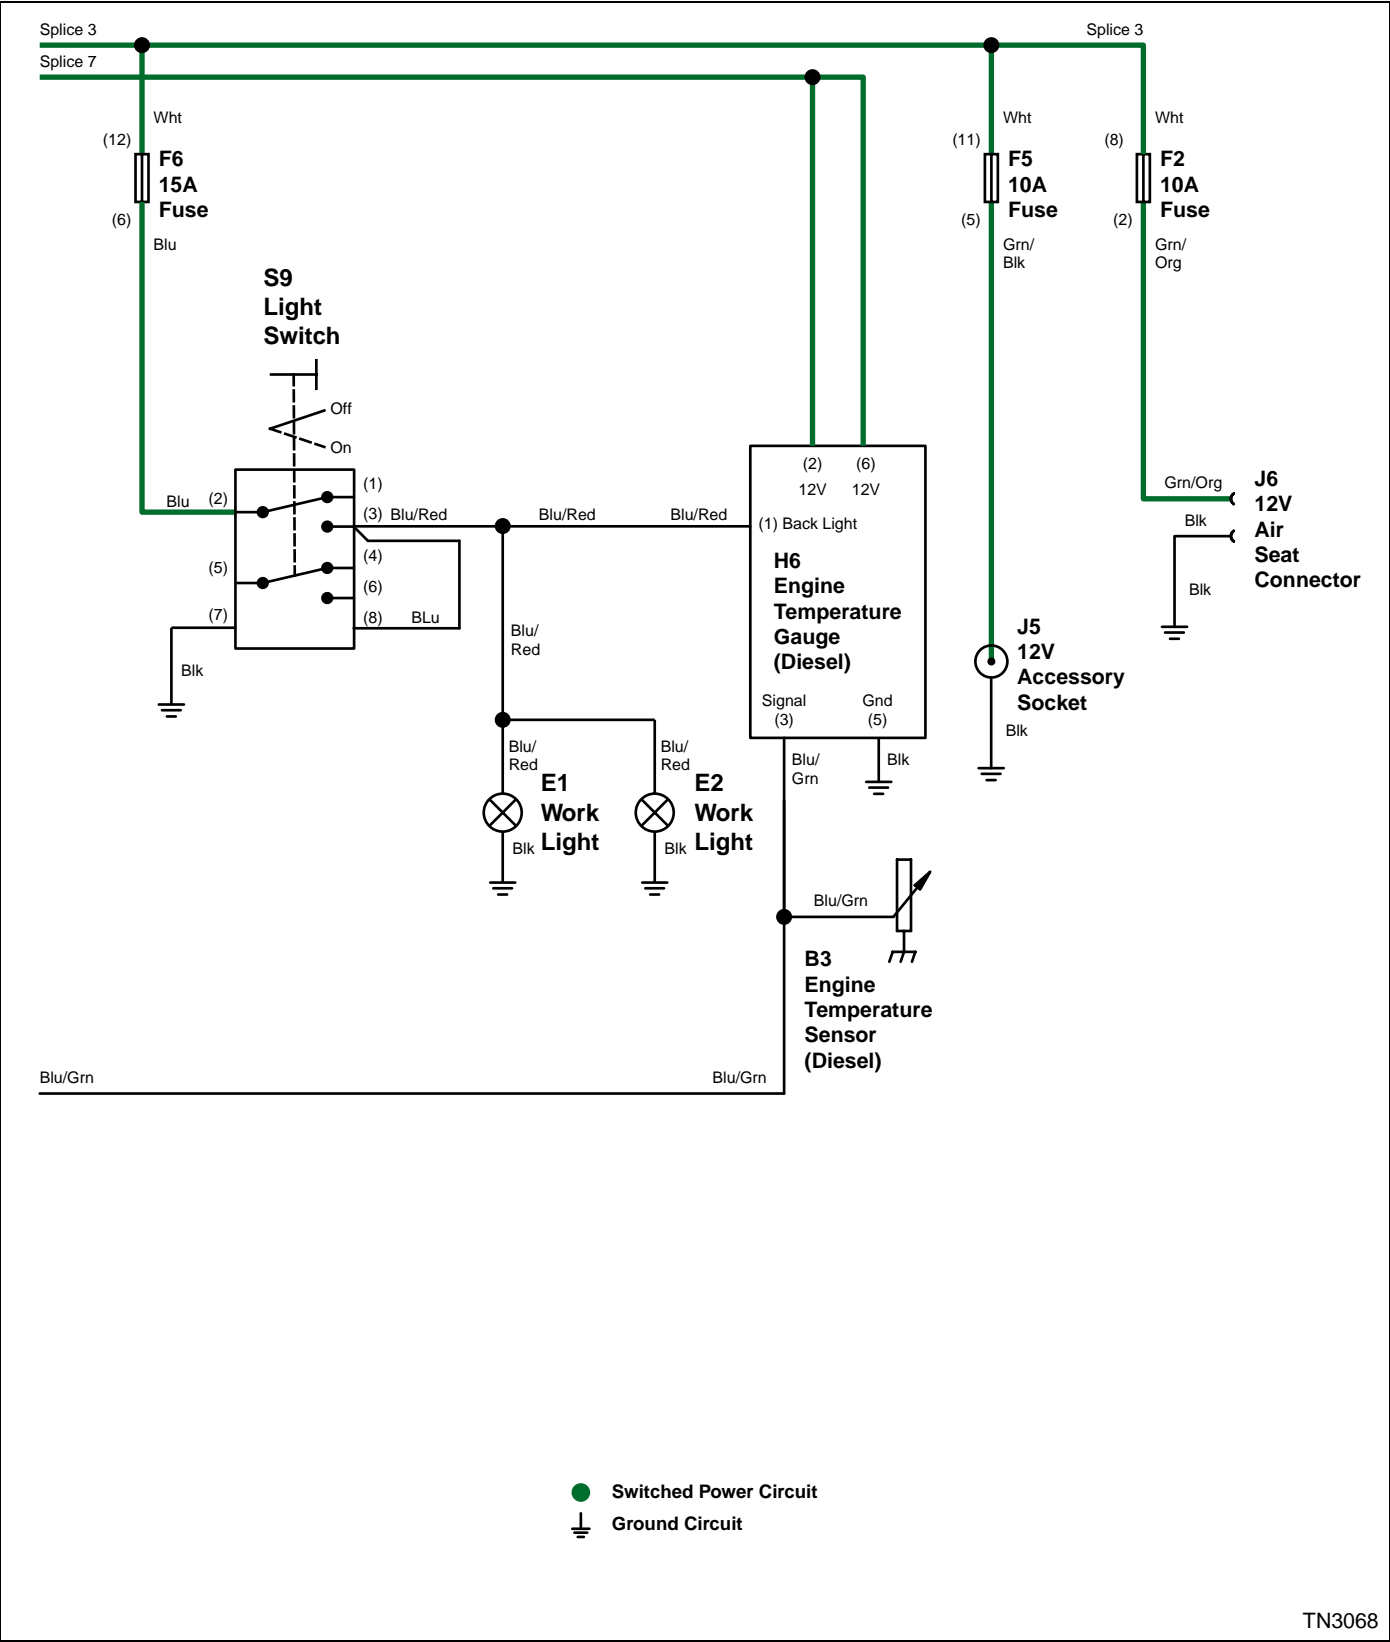 Splice 3
Splice 3
Splice 7
Wht
Wht
Wht
(12)
(11)
(8)
F6
15A
Fuse
F5
10A
Fuse
F2
10A
Fuse
(6)
(5)
(2)
Blu
Grn/
Blk
Grn/
Org
S9
Light
Switch
Off
On
Blu
(2)
(1)
(3)
Blu/Red
Blu/Red
Blu/Red
(4)
(5)
(6)
(7)
(8)
BLu
Blk
(2)
(6)
12V
12V
(1) Back Light
H6
Engine
Temperature
Gauge
(Diesel)
Signal
(3)
Gnd
(5)
Grn/Org
J6
12V
Air
Seat
Connector
Blk
Blk
J5
12V
Accessory
Socket
Blk
Blu/
Red
Blu/
Red
Blu/
Red
E1
Work
Light
E2
Work
Light
Blk
Blk
Blu/
Grn
Blk
Blu/Grn
B3
Engine
Temperature
Sensor
(Diesel)
Blu/Grn
Blu/Grn
Switched Power Circuit
Ground Circuit
TN3068